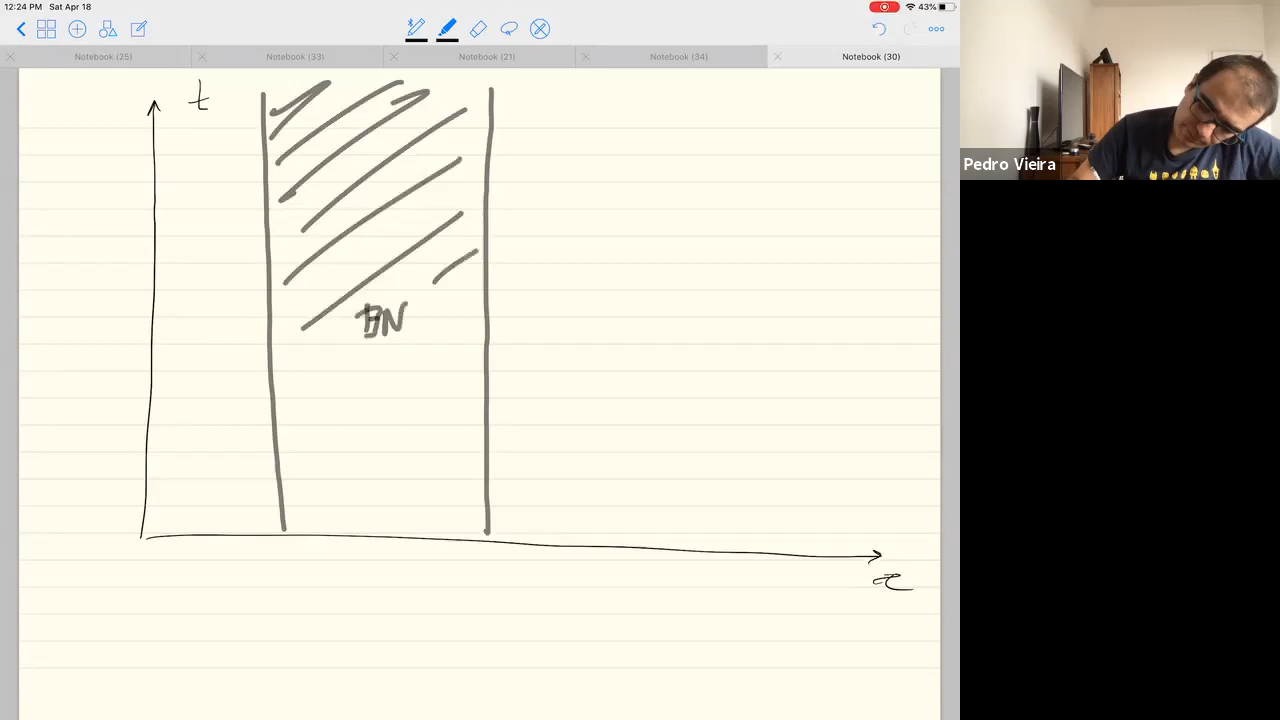 12:24 PM Sat Apr 18 43%
Notebook (25) Notebook (33) Notebook (21) Notebook (34) Notebook (30)
t
x
Pedro Vieira